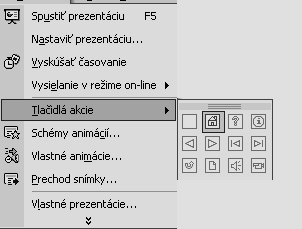 Spustiť prezentáciu F5
Nastaviť prezentáciu...
Vyskúšať časovanie
Vysielanie v režime on-line
Tlačidlá akcie
Schémy animácií...
Vlastné animácie...
Prechod snímky...
Vlastné prezentácie...